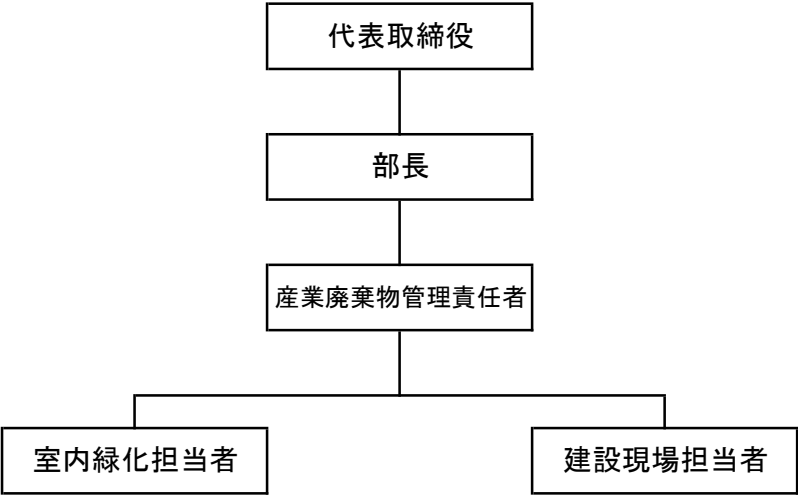 代表取締役
部長
産業廃棄物管理責任者
室内緑化担当者
建設現場担当者